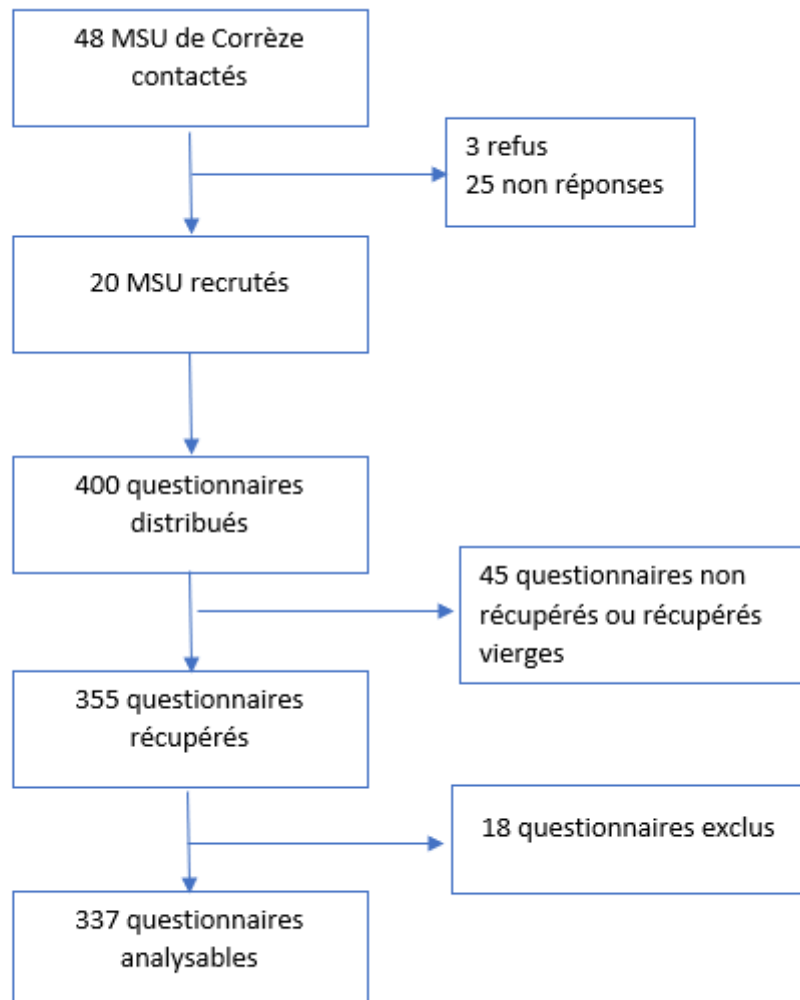 48 MSU de Corrèze
contactés
3 refus
25 non réponses
20 MSU recrutés
400 questionnaires
distribués
45 questionnaires non
récupérés ou récupérés
vierges
355 questionnaires
récupérés
18 questionnaires exclus
337 questionnaires
analysables